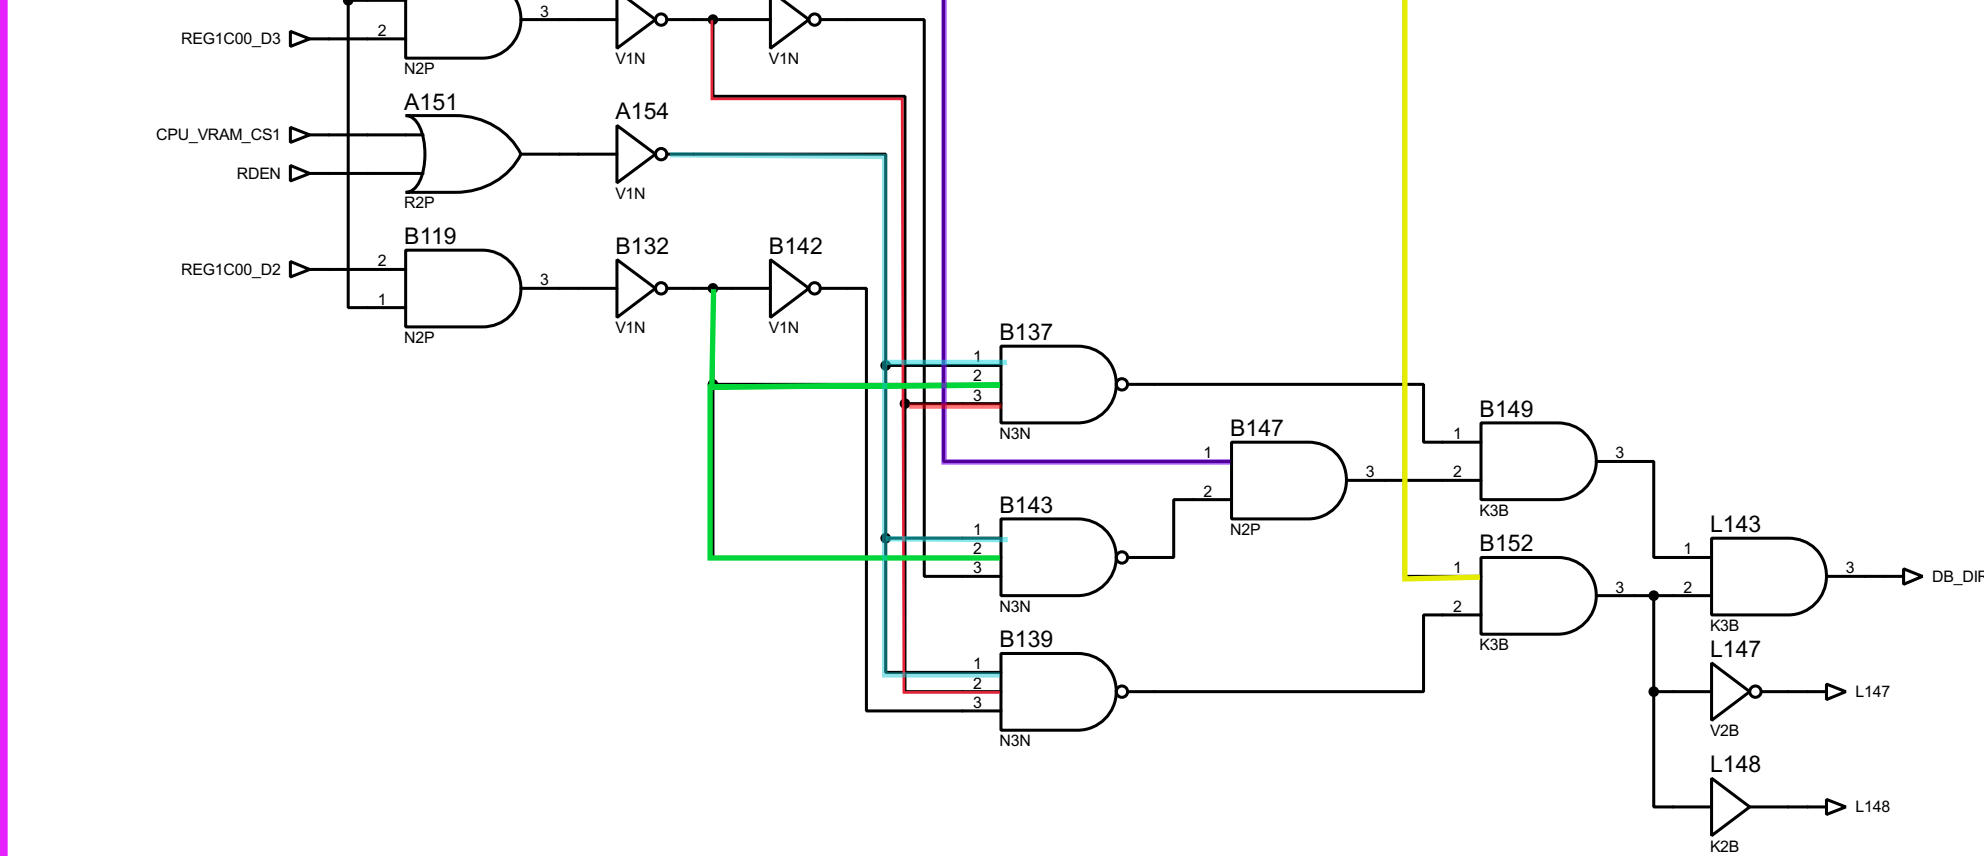 3
REG1C00_D3
2
N2P
V1N
V1N
A151
A154
CPU_VRAM_CS1
RDEN
R2P
V1N
B119
B132
B142
REG1C00_D2
2
3
1
N2P
V1N
V1N
B137
1
2
3
N3N
B147
1
3
2
N2P
B149
1
3
2
K3B
B143
1
2
3
N3N
B152
1
3
2
K3B
L143
1
3
DB_DIR
2
K3B
B139
1
2
3
N3N
L147
L147
V2B
L148
L148
K2B